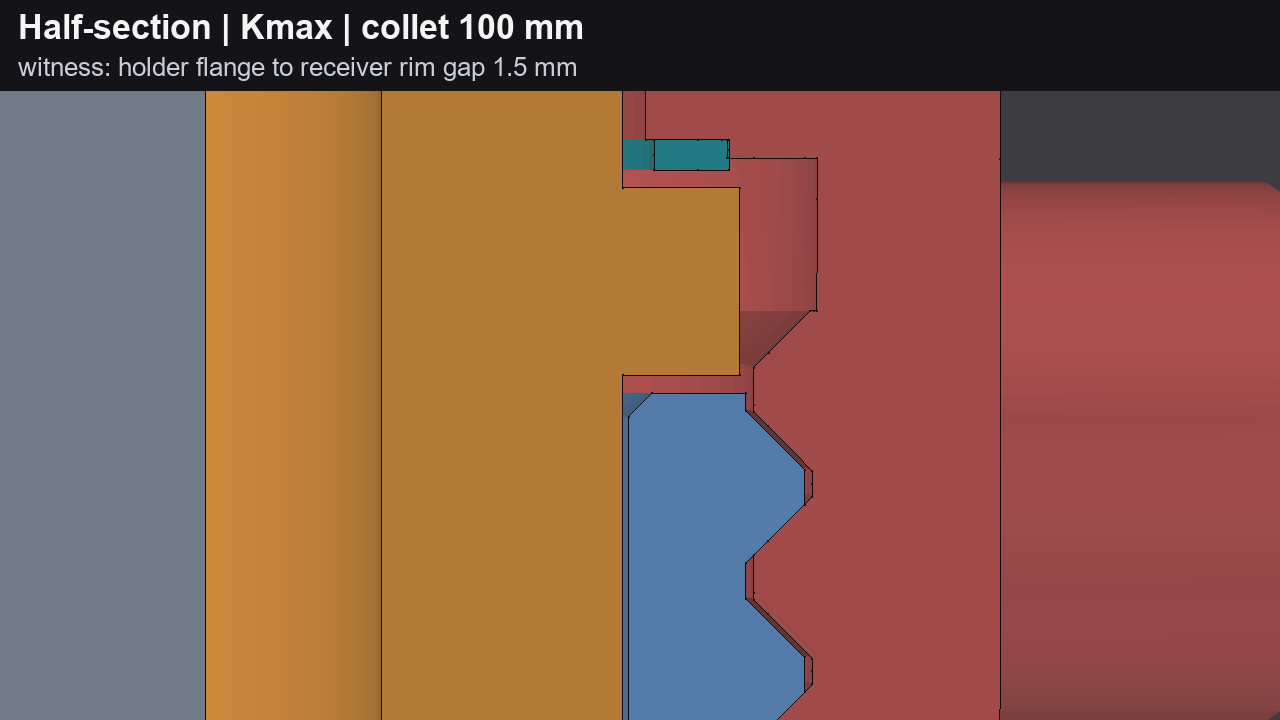 Half-section | Kmax | collet 100 mm
witness: holder flange to receiver rim gap 1.5 mm